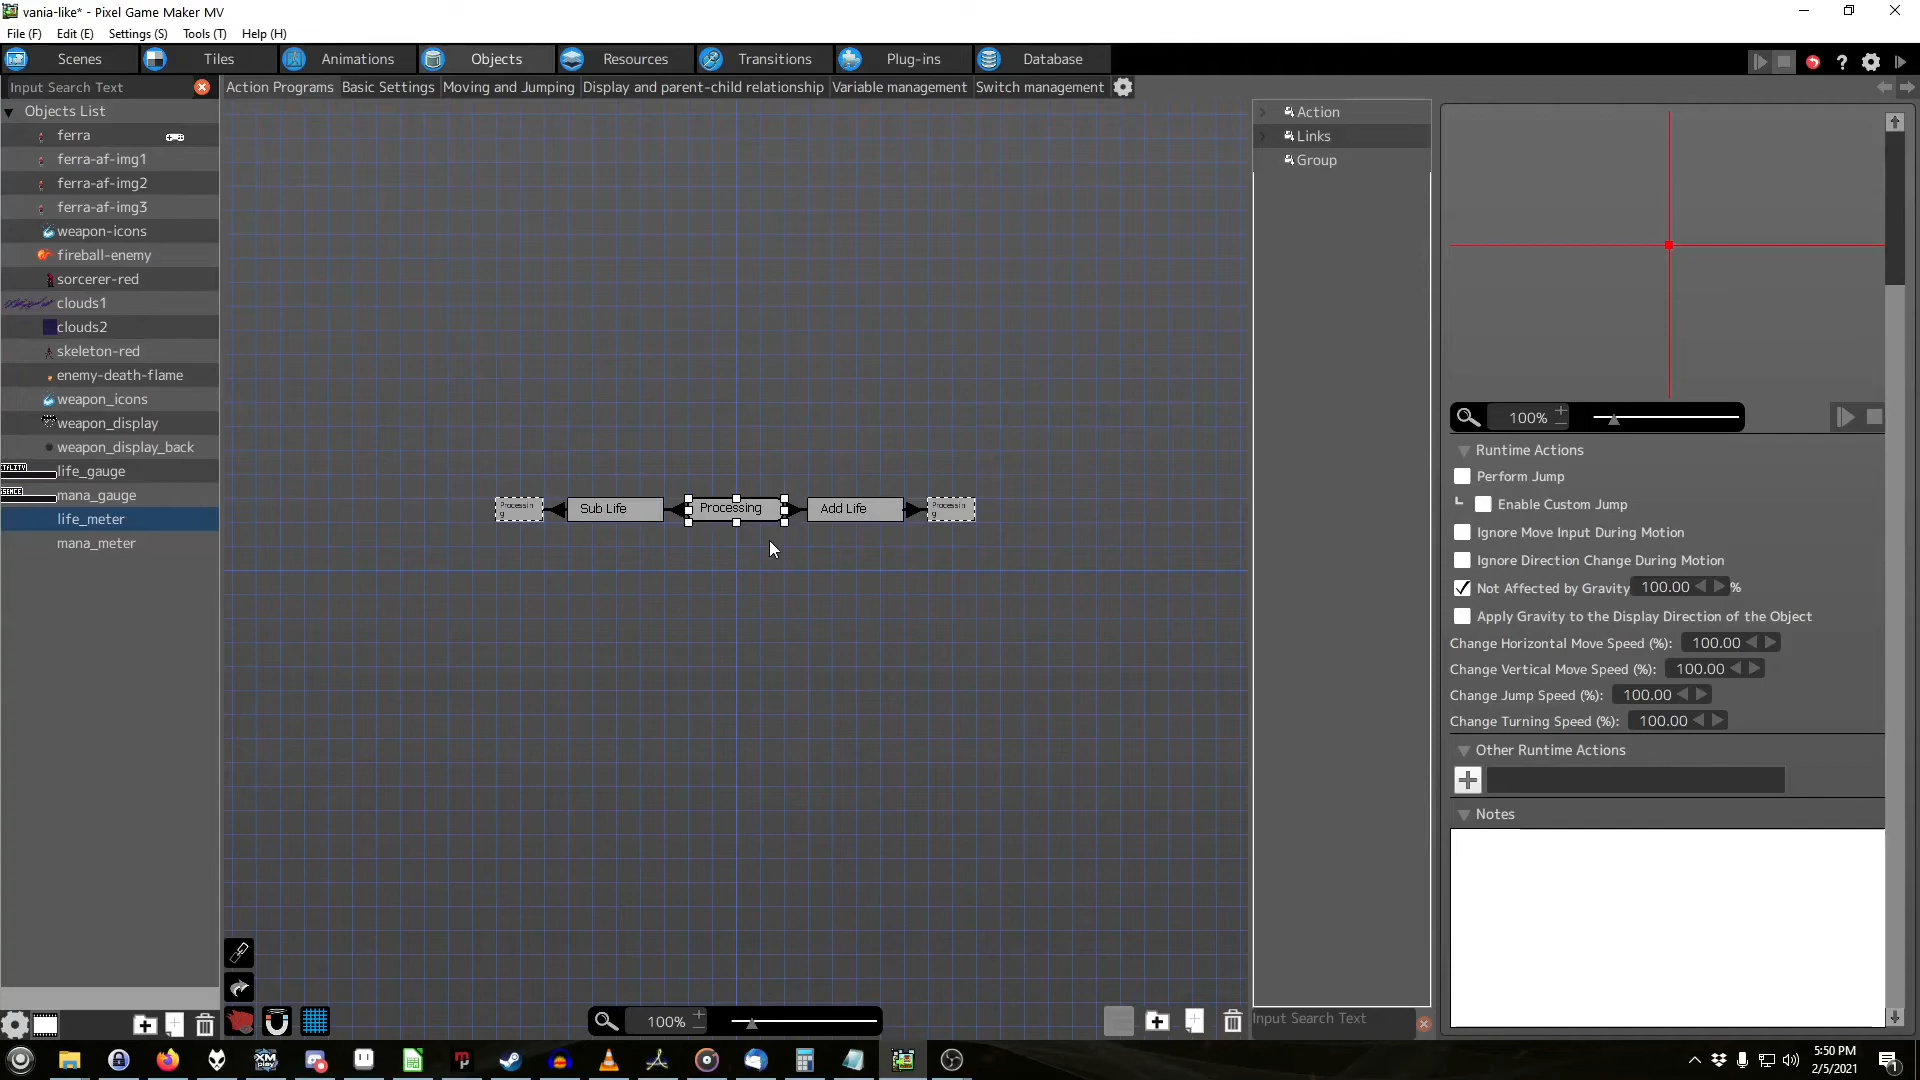 vania-like* - Pixel Game Maker MV
File (F) Edit (E) Settings (S) Tools (T) Help (H)
Scenes Tiles Animations Objects Resources Transitions Plug-ins Database
Input Search Text
Action Programs Basic Settings Moving and Jumping Display and parent-child relationship Variable management Switch management
Objects List
ferra
ferra-af-img1
ferra-af-img2
ferra-af-img3
weapon-icons
fireball-enemy
sorcerer-red
clouds1
clouds2
skeleton-red
enemy-death-flame
weapon_icons
weapon_display
weapon_display_back
life_gauge
mana_gauge
life_meter
mana_meter
Processing
Sub Life
Processing
Add Life
Processing
100%
Action
Links
Group
Input Search Text
100%
Runtime Actions
Perform Jump
Enable Custom Jump
Ignore Move Input During Motion
Ignore Direction Change During Motion
Not Affected by Gravity 100.00 %
Apply Gravity to the Display Direction of the Object
Change Horizontal Move Speed (%): 100.00
Change Vertical Move Speed (%): 100.00
Change Jump Speed (%): 100.00
Change Turning Speed (%): 100.00
Other Runtime Actions
Notes
5:50 PM
2/5/2021